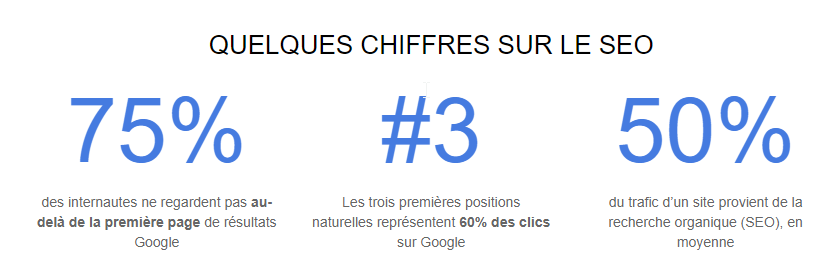 QUELQUES CHIFFRES SUR LE SEO
75%
des internautes ne regardent pas au-
delà de la première page de résultats
Google
#3
Les trois premières positions
naturelles représentent 60% des clics
sur Google
50%
du trafic d’un site provient de la
recherche organique (SEO), en
moyenne